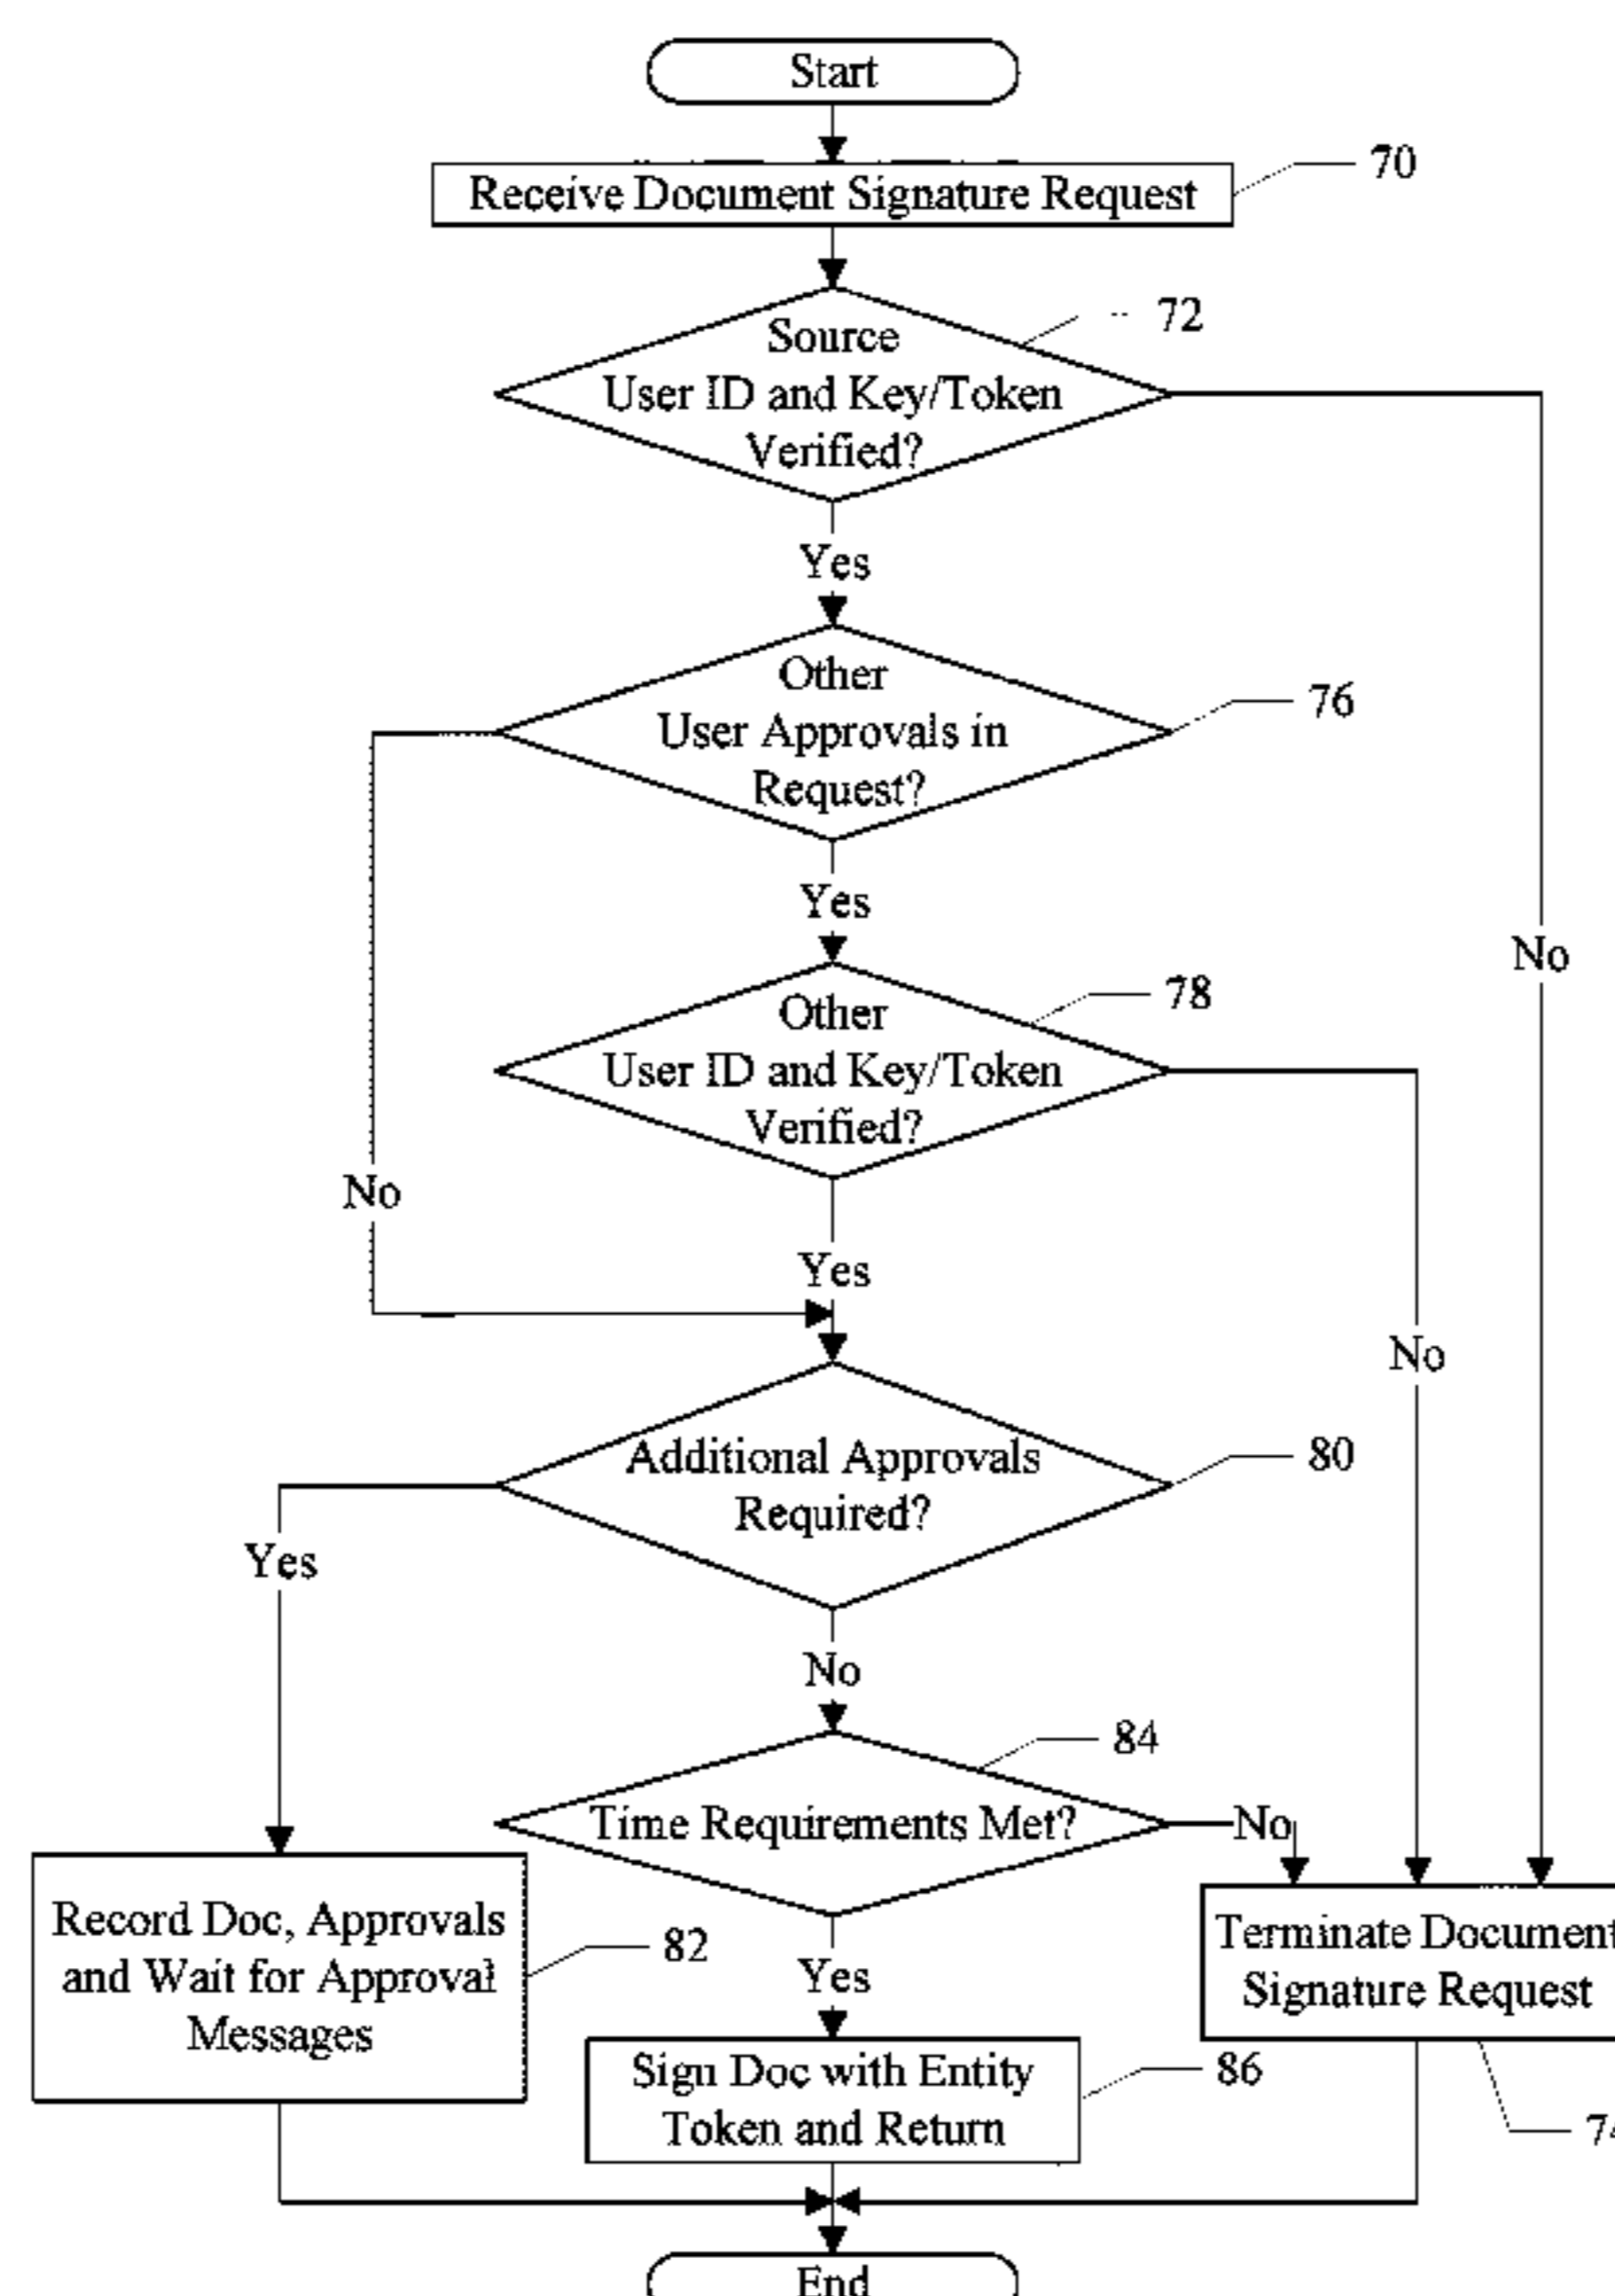 Start
Receive Document Signature Request
70
Source
User ID and Key/Token
Verified?
72
Yes
Other
User Approvals in
Request?
76
Yes
No
Other
User ID and Key/Token
Verified?
78
No
Yes
No
Additional Approvals
Required?
80
Yes
No
Time Requirements Met?
84
No
Record Doc, Approvals
and Wait for Approval
Messages
82
Yes
Terminate Document
Signature Request
Sign Doc with Entity
Token and Return
86
74
End